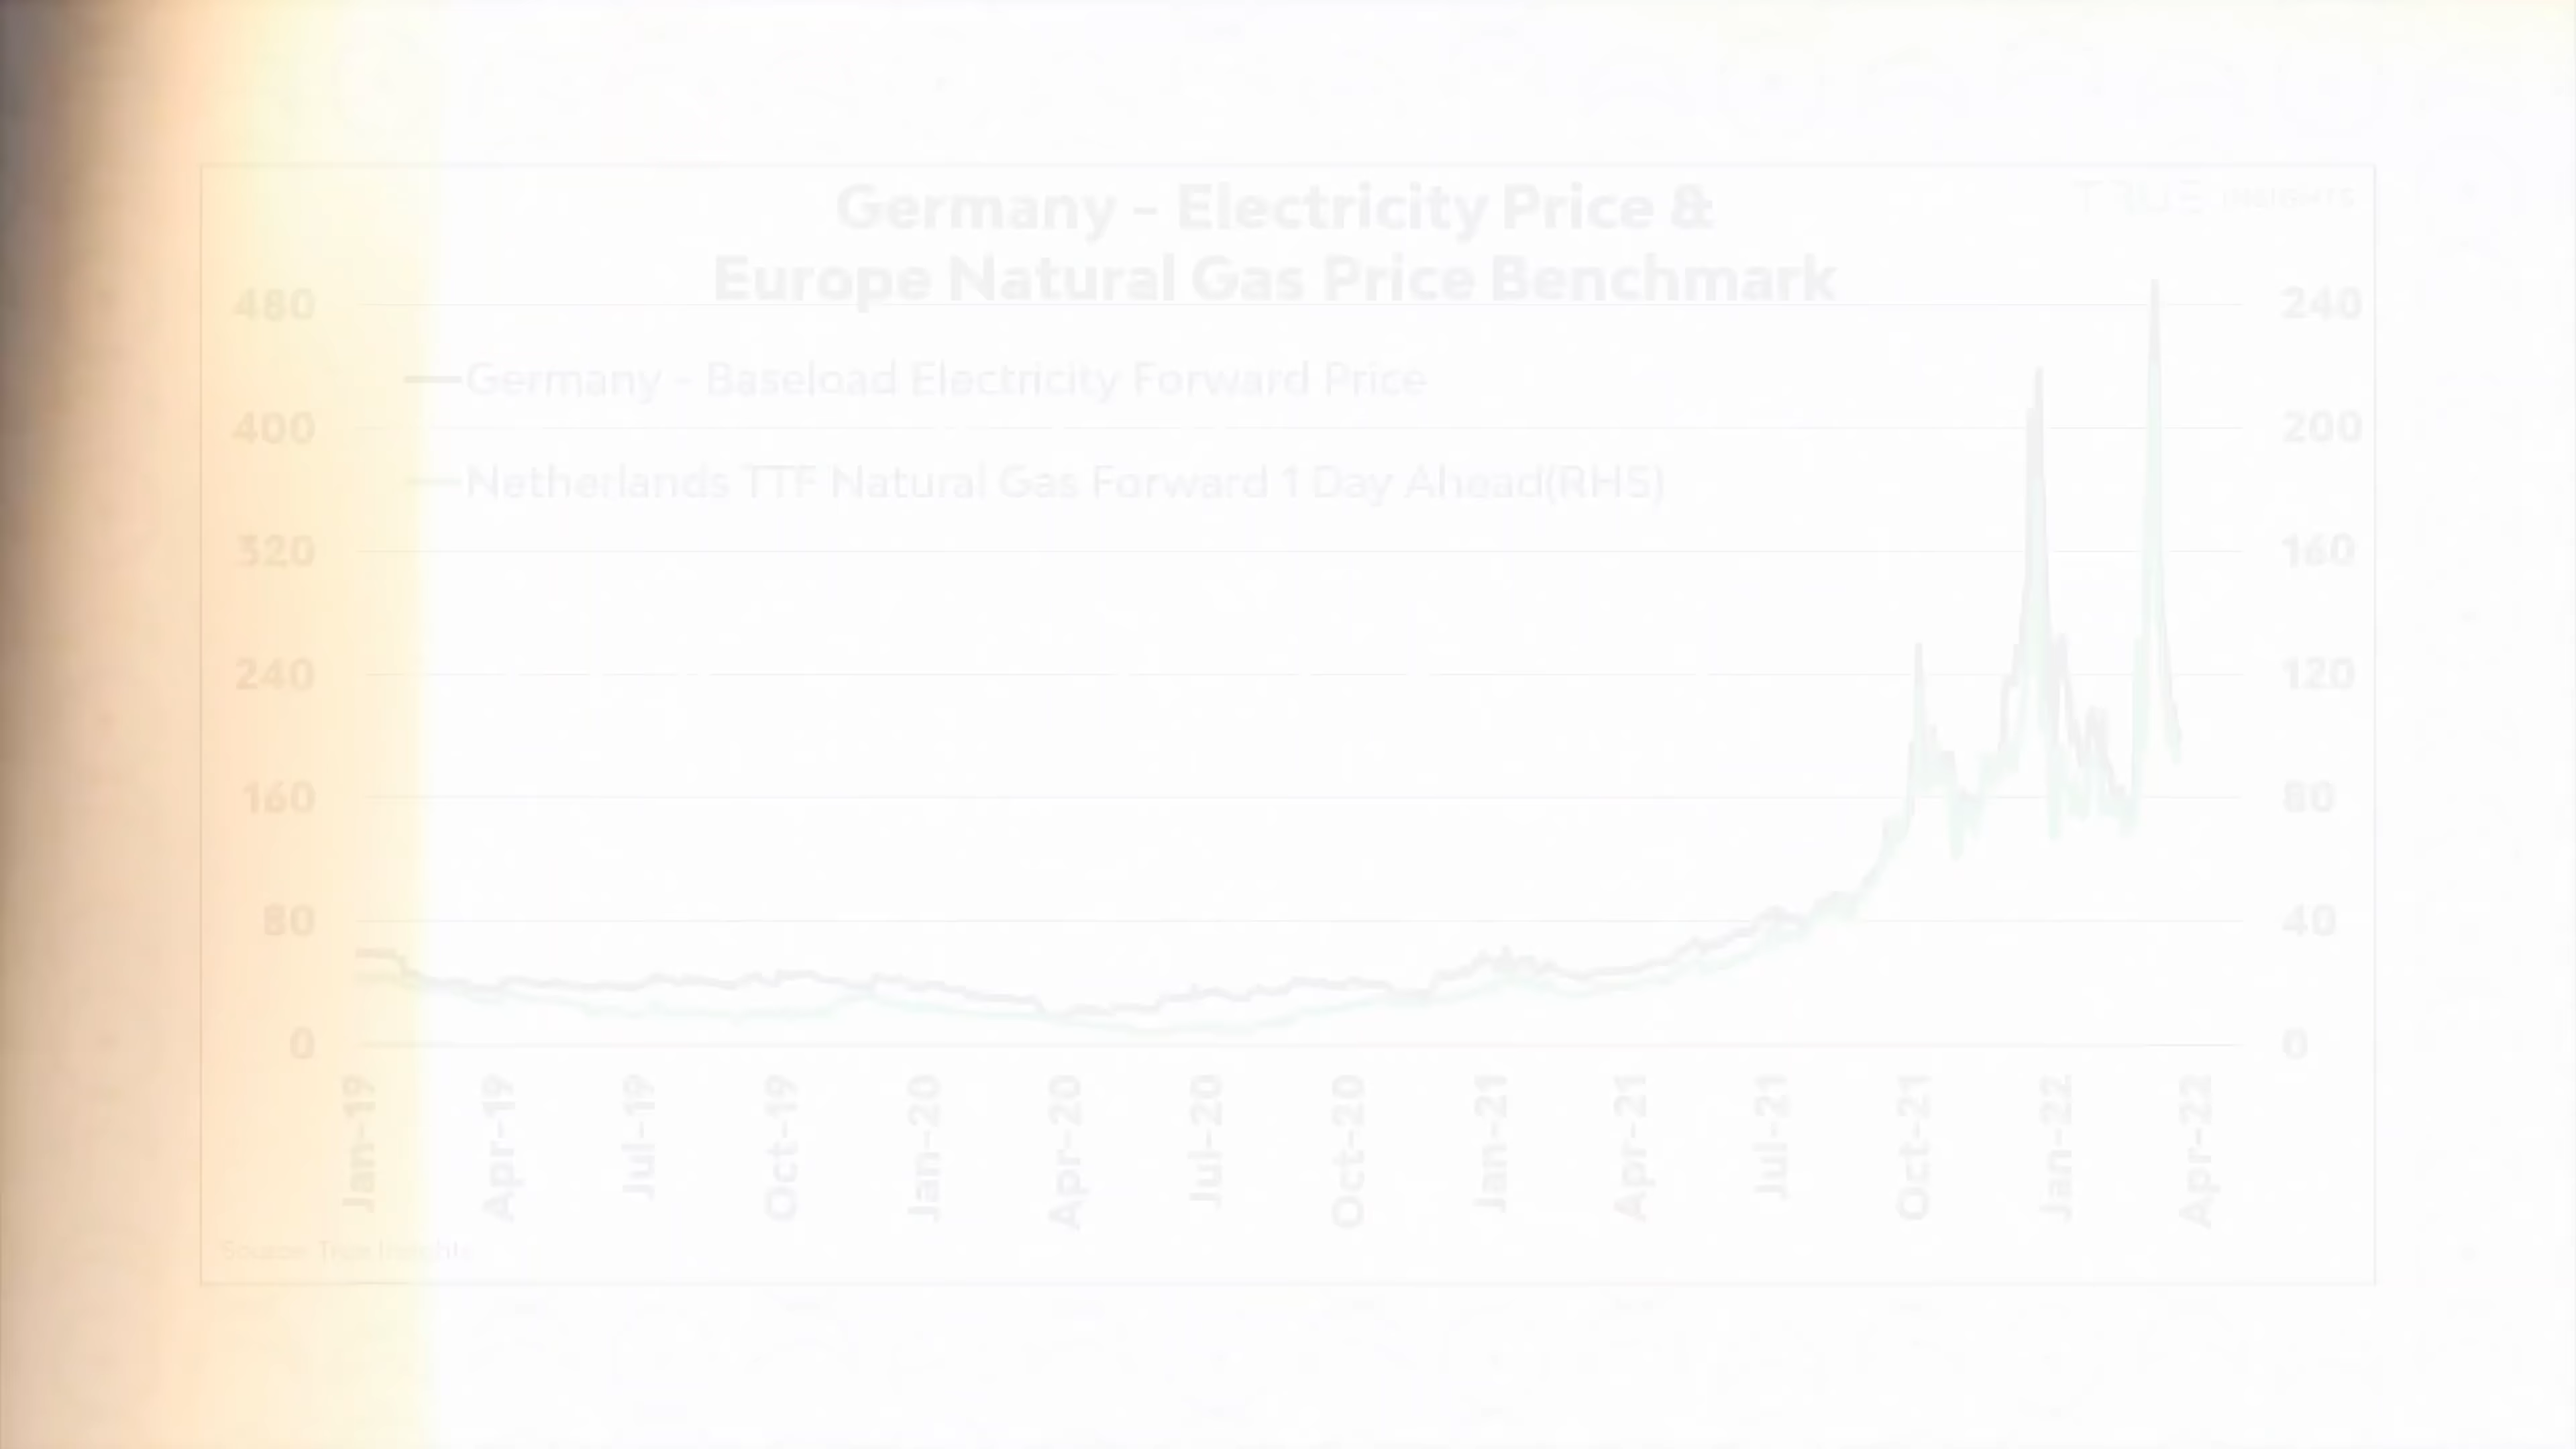 Germany – Electricity Price &
Europe Natural Gas Price Benchmark
TRUE INSIGHTS
Germany – Baseload Electricity Forward Price
Netherlands TTF Natural Gas Forward 1 Day Ahead(RHS)
480
400
320
240
160
80
0
240
200
160
120
80
40
0
Jan-19
Apr-19
Jul-19
Oct-19
Jan-20
Apr-20
Jul-20
Oct-20
Jan-21
Apr-21
Jul-21
Oct-21
Jan-22
Apr-22
Source: True Insights